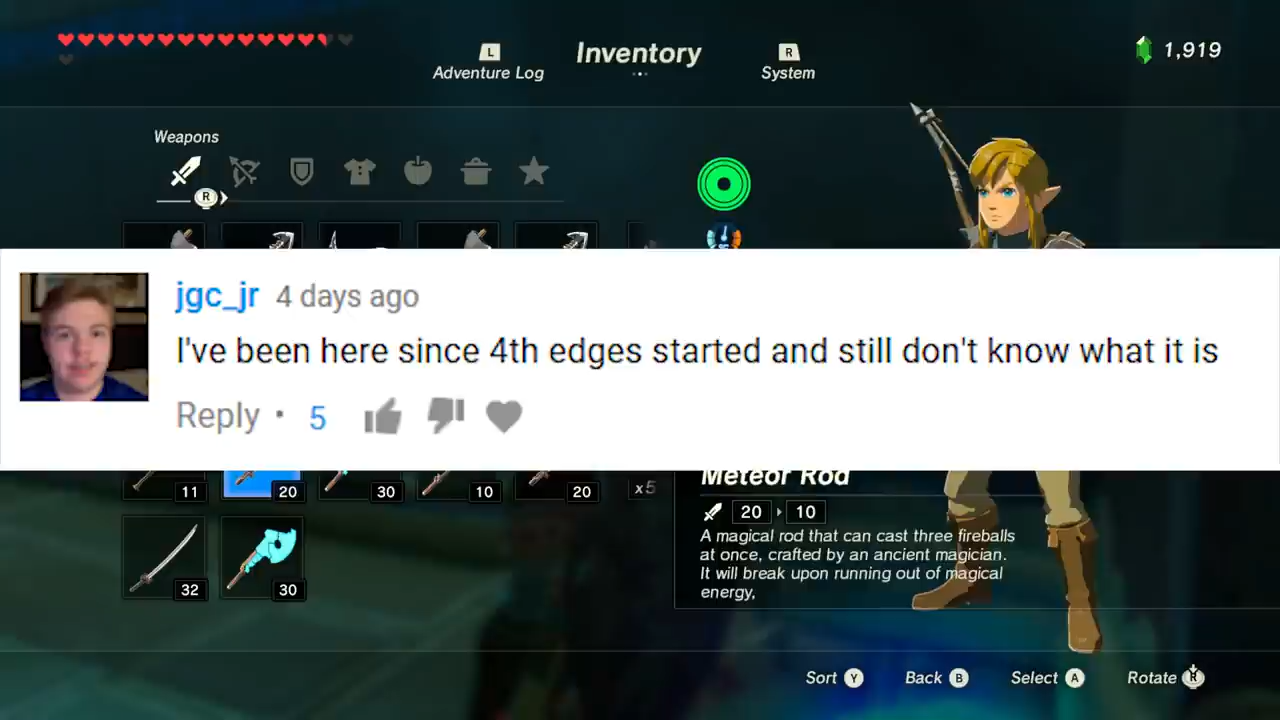 L
Inventory
R
1,919
Adventure Log
System
Weapons
R
jgc_jr 4 days ago
I've been here since 4th edges started and still don't know what it is
Reply • 5
Meteor Rod
11
20
30
10
20
x5
20 10
A magical rod that can cast three fireballs
at once, crafted by an ancient magician.
It will break upon running out of magical
energy,
32
30
Sort Y Back B Select A Rotate R